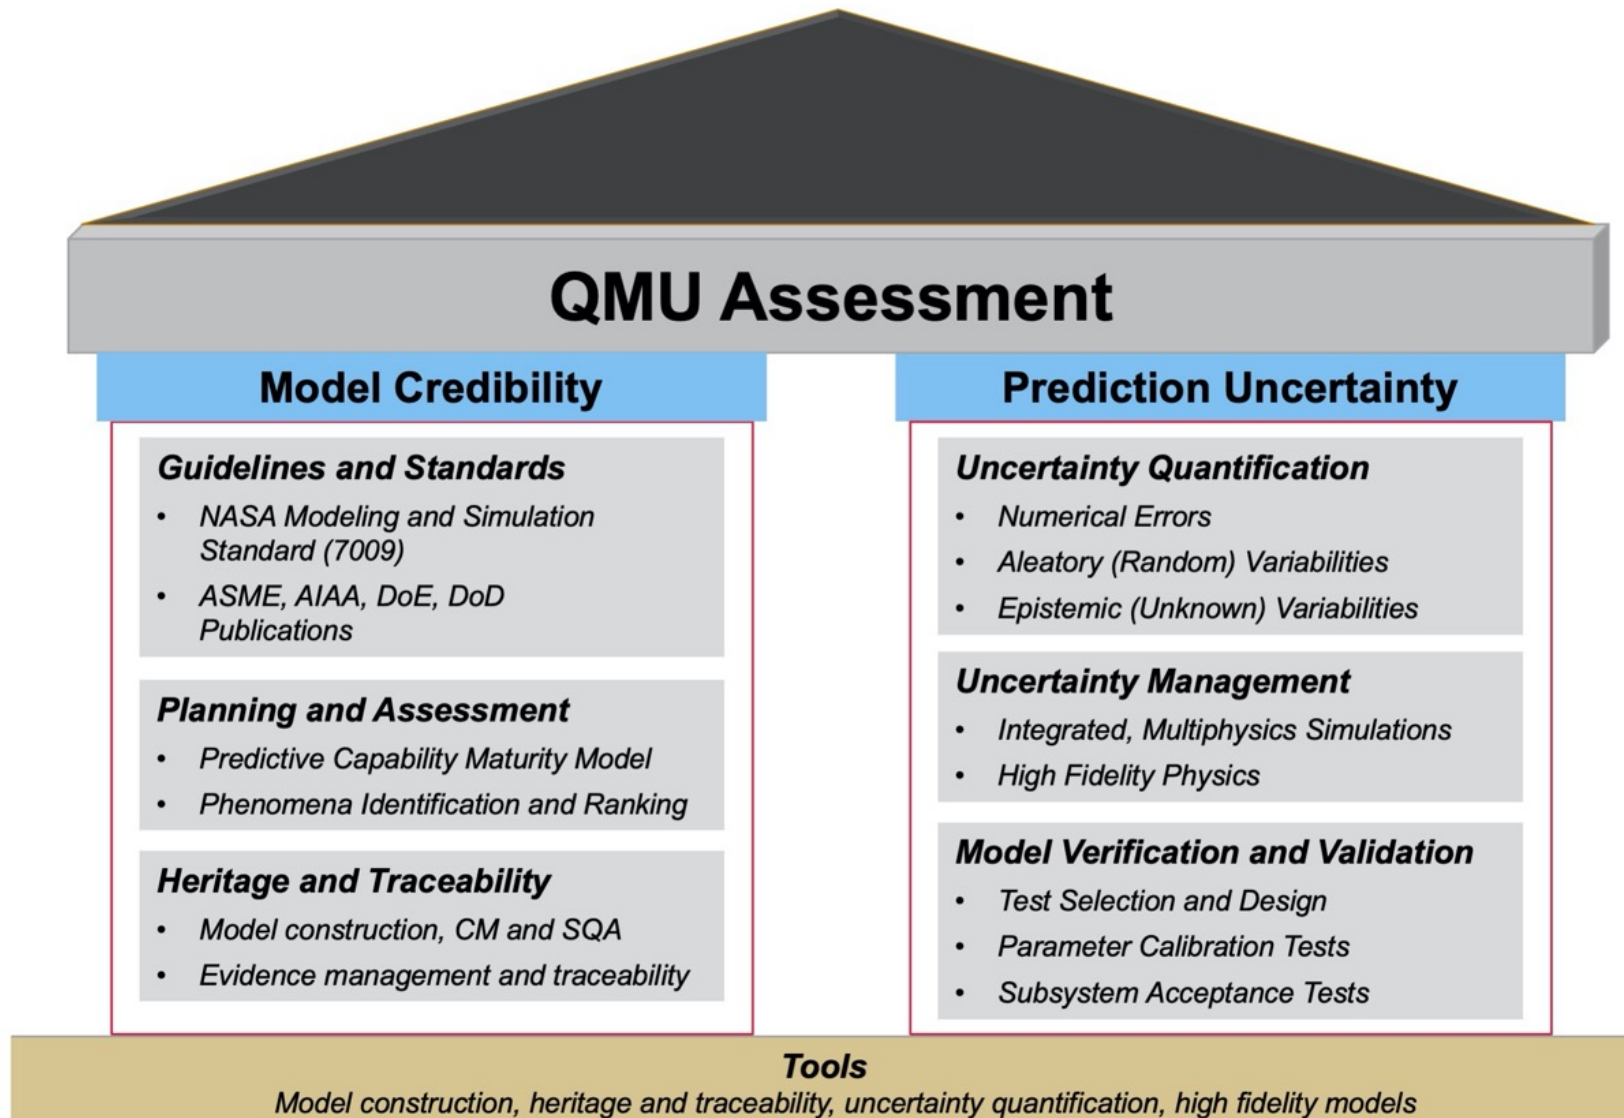 QMU Assessment
Model Credibility
Guidelines and Standards
• NASA Modeling and Simulation
Standard (7009)
• ASME, AIAA, DoE, DoD
Publications
Planning and Assessment
• Predictive Capability Maturity Model
• Phenomena Identification and Ranking
Heritage and Traceability
• Model construction, CM and SQA
• Evidence management and traceability
Prediction Uncertainty
Uncertainty Quantification
• Numerical Errors
• Aleatory (Random) Variabilities
• Epistemic (Unknown) Variabilities
Uncertainty Management
• Integrated, Multiphysics Simulations
• High Fidelity Physics
Model Verification and Validation
• Test Selection and Design
• Parameter Calibration Tests
• Subsystem Acceptance Tests
Tools
Model construction, heritage and traceability, uncertainty quantification, high fidelity models